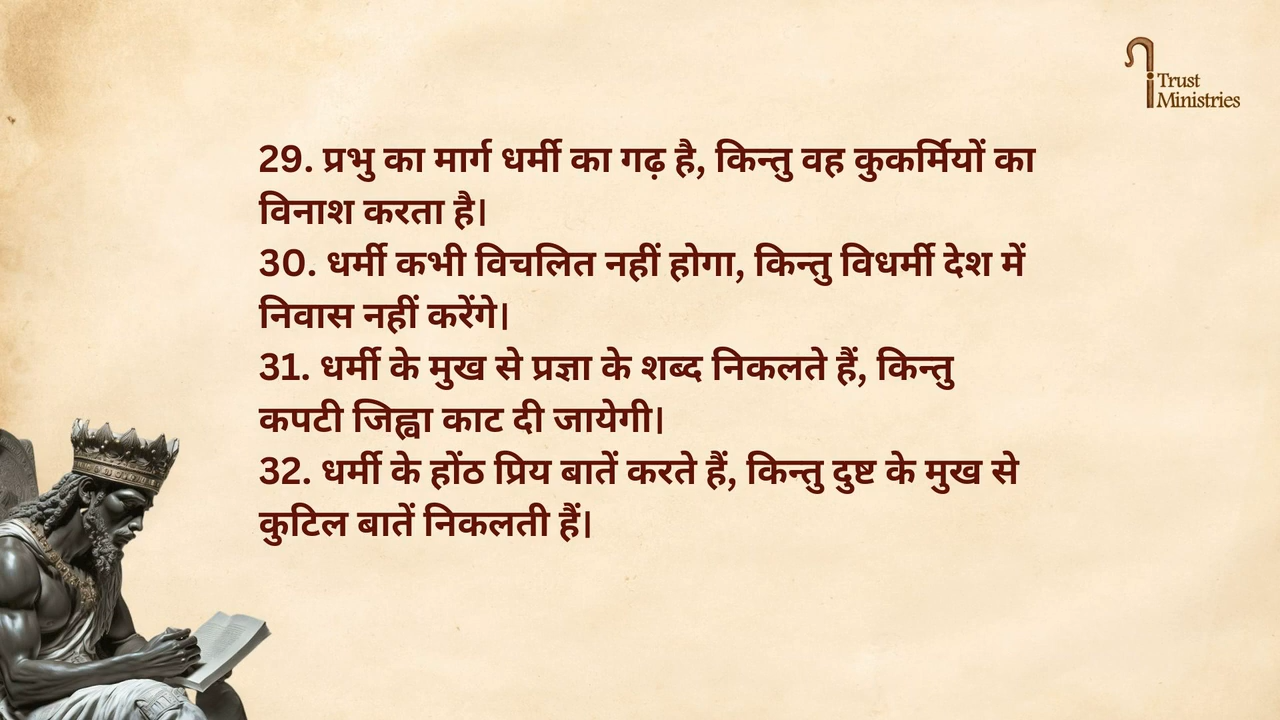 Trust
Ministries
29. प्रभु का मार्ग धर्मी का गढ़ है, किन्तु वह कुकर्मियों का
विनाश करता है।
30. धर्मी कभी विचलित नहीं होगा, किन्तु विधर्मी देश में
निवास नहीं करेंगे।
31. धर्मी के मुख से प्रज्ञा के शब्द निकलते हैं, किन्तु
कपटी जिह्वा काट दी जायेगी।
32. धर्मी के होंठ प्रिय बातें करते हैं, किन्तु दुष्ट के मुख से
कुटिल बातें निकलती हैं।